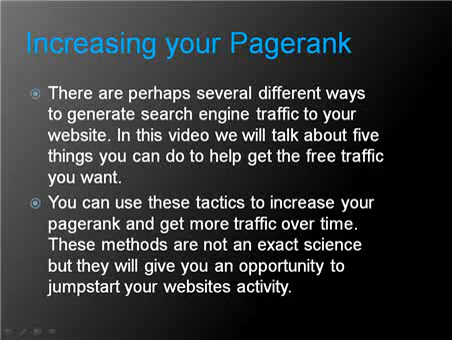 Increasing your Pagerank
There are perhaps several different ways
to generate search engine traffic to your
website. In this video we will talk about five
things you can do to help get the free traffic
you want.
You can use these tactics to increase your
pagerank and get more traffic over time.
These methods are not an exact science
but they will give you an opportunity to
jumpstart your websites activity.